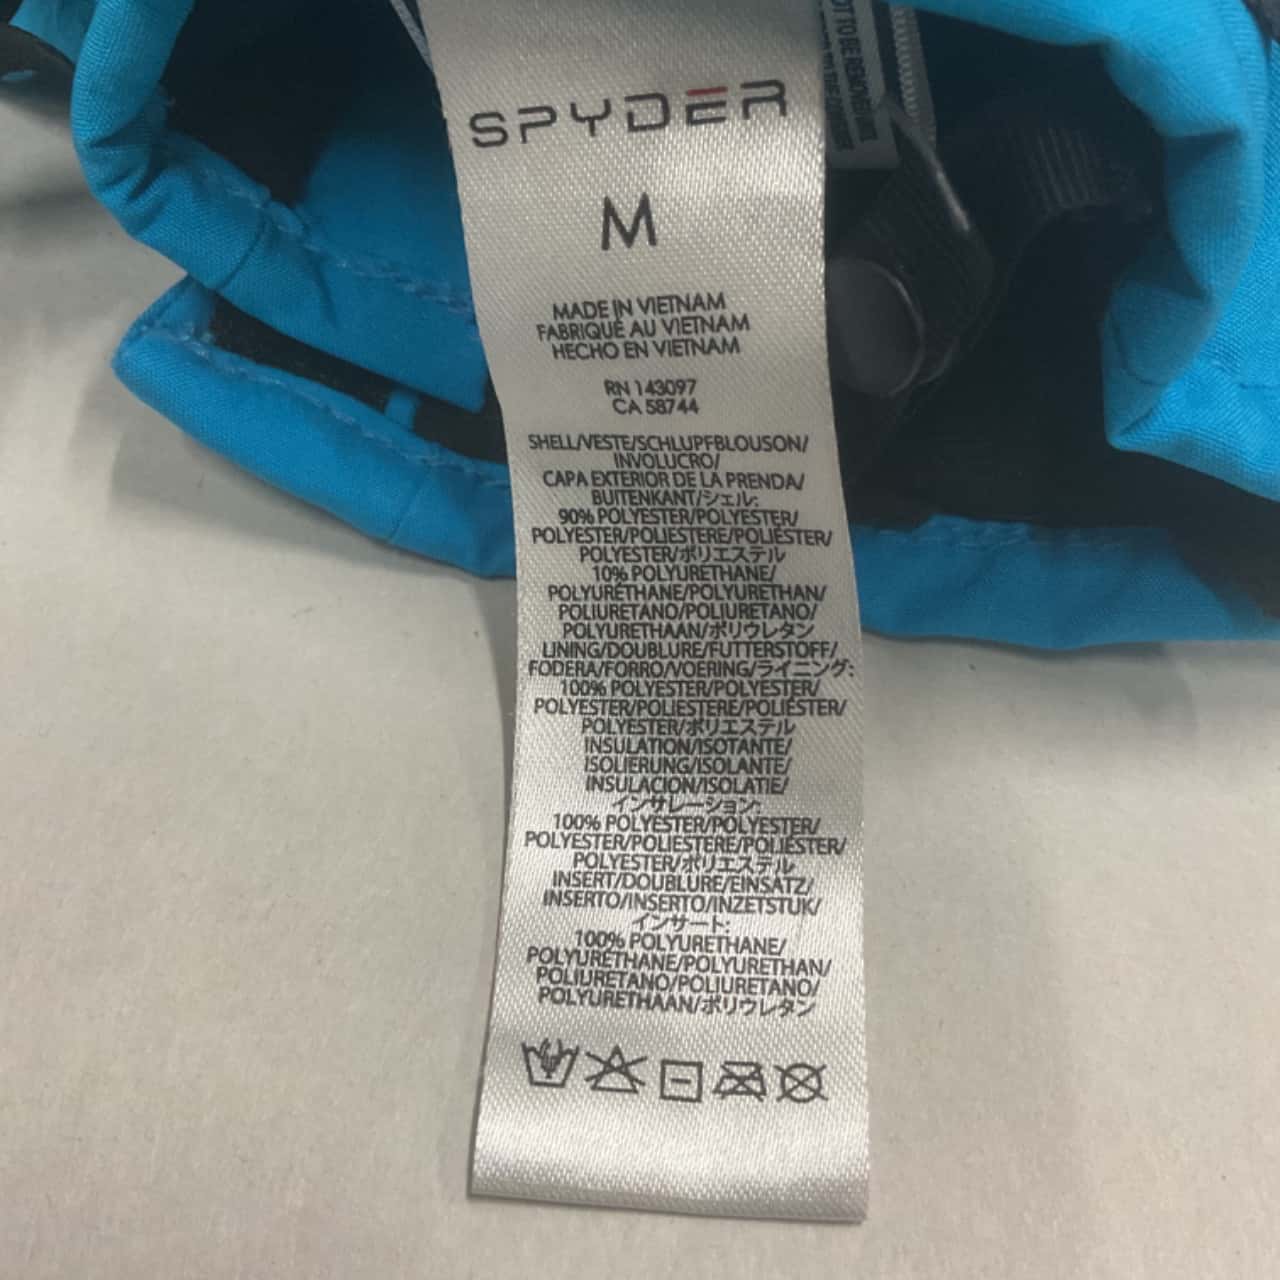 SPYDER
M
MADE IN VIETNAM
FABRIQUÉ AU VIETNAM
HECHO EN VIETNAM
RN 143097
CA 58744
SHELL/VESTE/SCHLUPFBLOUSON/
INVOLUCRO/
CAPA EXTERIOR DE LA PRENDA/
BUITENKANT/シェル:
90% POLYESTER/POLYESTER/
POLYESTER/POLIESTERE/POLIÉSTER/
POLYESTER/ポリエステル
10% POLYURETHANE/
POLYURÉTHANE/POLYURETHAN/
POLIURETANO/POLIURETANO/
POLYURETHAAN/ポリウレタン
LINING/DOUBLURE/FUTTERSTOFF/
FODERA/FORRO/VOERING/ライニング:
100% POLYESTER/POLYESTER/
POLYESTER/POLIESTERE/POLIÉSTER/
POLYESTER/ポリエステル
INSULATION/ISOTANTE/
ISOLIERUNG/ISOLANTE/
INSULACION/ISOLATIE/
インサレーション:
100% POLYESTER/POLYESTER/
POLYESTER/POLIESTERE/POLIÉSTER/
POLYESTER/ポリエステル
INSERT/DOUBLURE/EINSATZ/
INSERTO/INSERTO/INZETSTUK/
インサート:
100% POLYURETHANE/
POLYURÉTHANE/POLYURETHAN/
POLIURETANO/POLIURETANO/
POLYURETHAAN/ポリウレタン
TO BE REMOVED